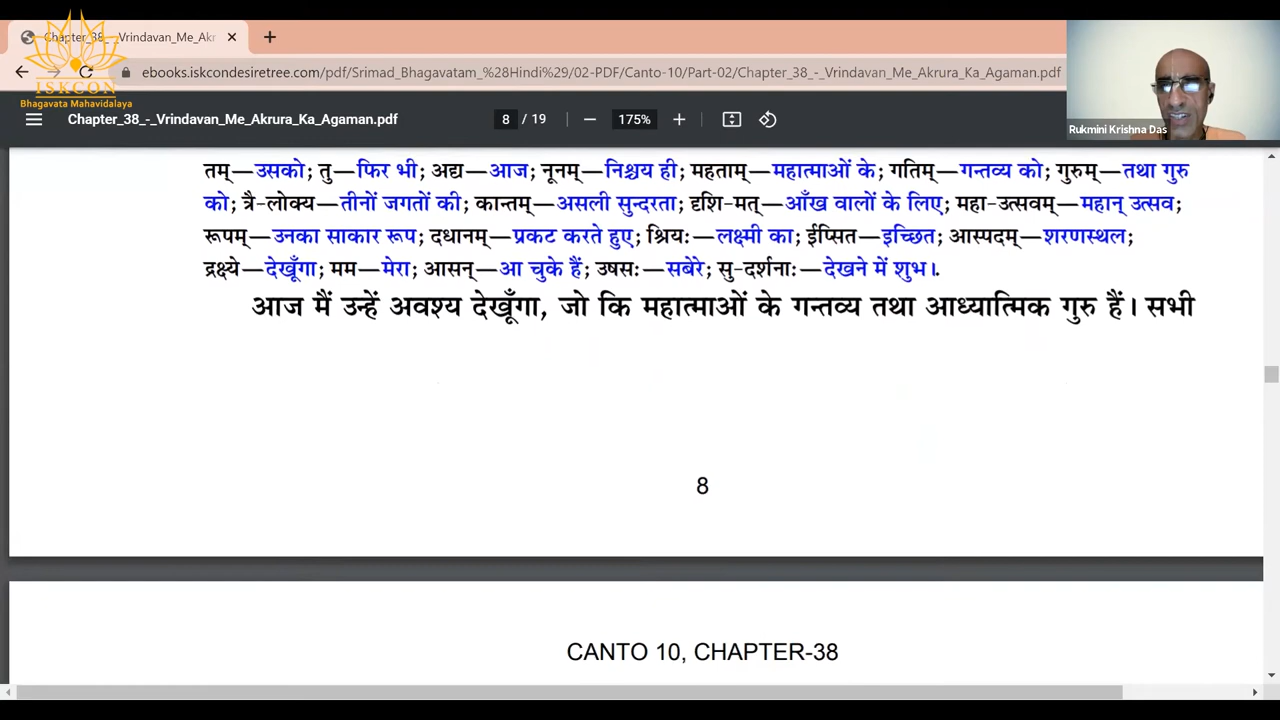 Chapter_38_-_Vrindavan_Me_Akr
ISKCON
Bhagavata Mahavidalaya
ebooks.iskcondesiretree.com/pdf/Srimad_Bhagavatam_%28Hindi%29/02-PDF/Canto-10/Part-02/Chapter_38_-_Vrindavan_Me_Akrura_Ka_Agaman.pdf
Rukmini Krishna Das
Chapter_38_-_Vrindavan_Me_Akrura_Ka_Agaman.pdf
8 / 19
175%
तम्—उसको; तु—फिर भी; अद्य—आज; नूनम्—निश्चय ही; महताम्—महात्माओं के; गतिम्—गन्तव्य को; गुरुम्—तथा गुरु
को; त्रै-लोक्य—तीनों जगतों की; कान्तम्—असली सुन्दरता; दृशि-मत्—आँख वालों के लिए; महा-उत्सवम्—महान् उत्सव;
रूपम्—उनका साकार रूप; दधानम्—प्रकट करते हुए; श्रियः—लक्ष्मी का; ईप्सित—इच्छित; आस्पदम्—शरणस्थल;
द्रक्ष्ये—देखूँगा; मम—मेरा; आसन्—आ चुके हैं; उषसः—सबेरे; सु-दर्शनाः—देखने में शुभ।.
आज मैं उन्हें अवश्य देखूँगा, जो कि महात्माओं के गन्तव्य तथा आध्यात्मिक गुरु हैं। सभी
8
CANTO 10, CHAPTER-38